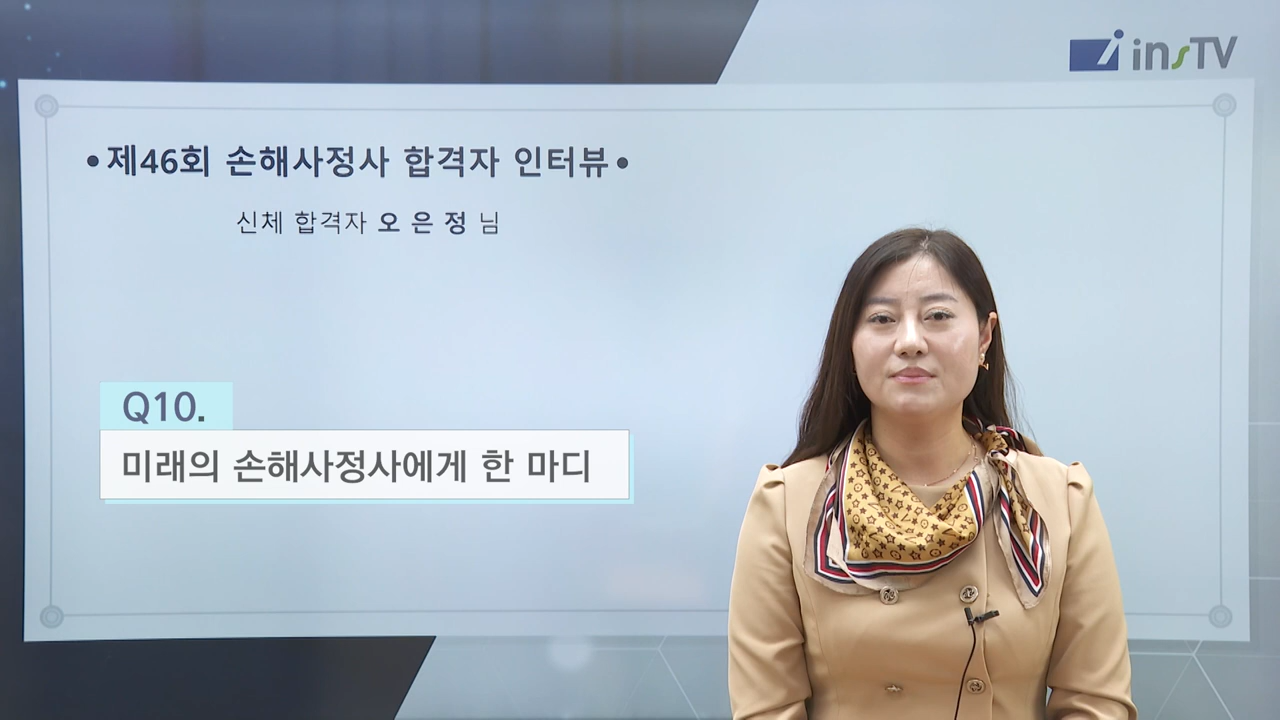 insTV
•제46회 손해사정사 합격자 인터뷰•
신체 합격자 오 은 정 님
Q10.
미래의 손해사정사에게 한 마디